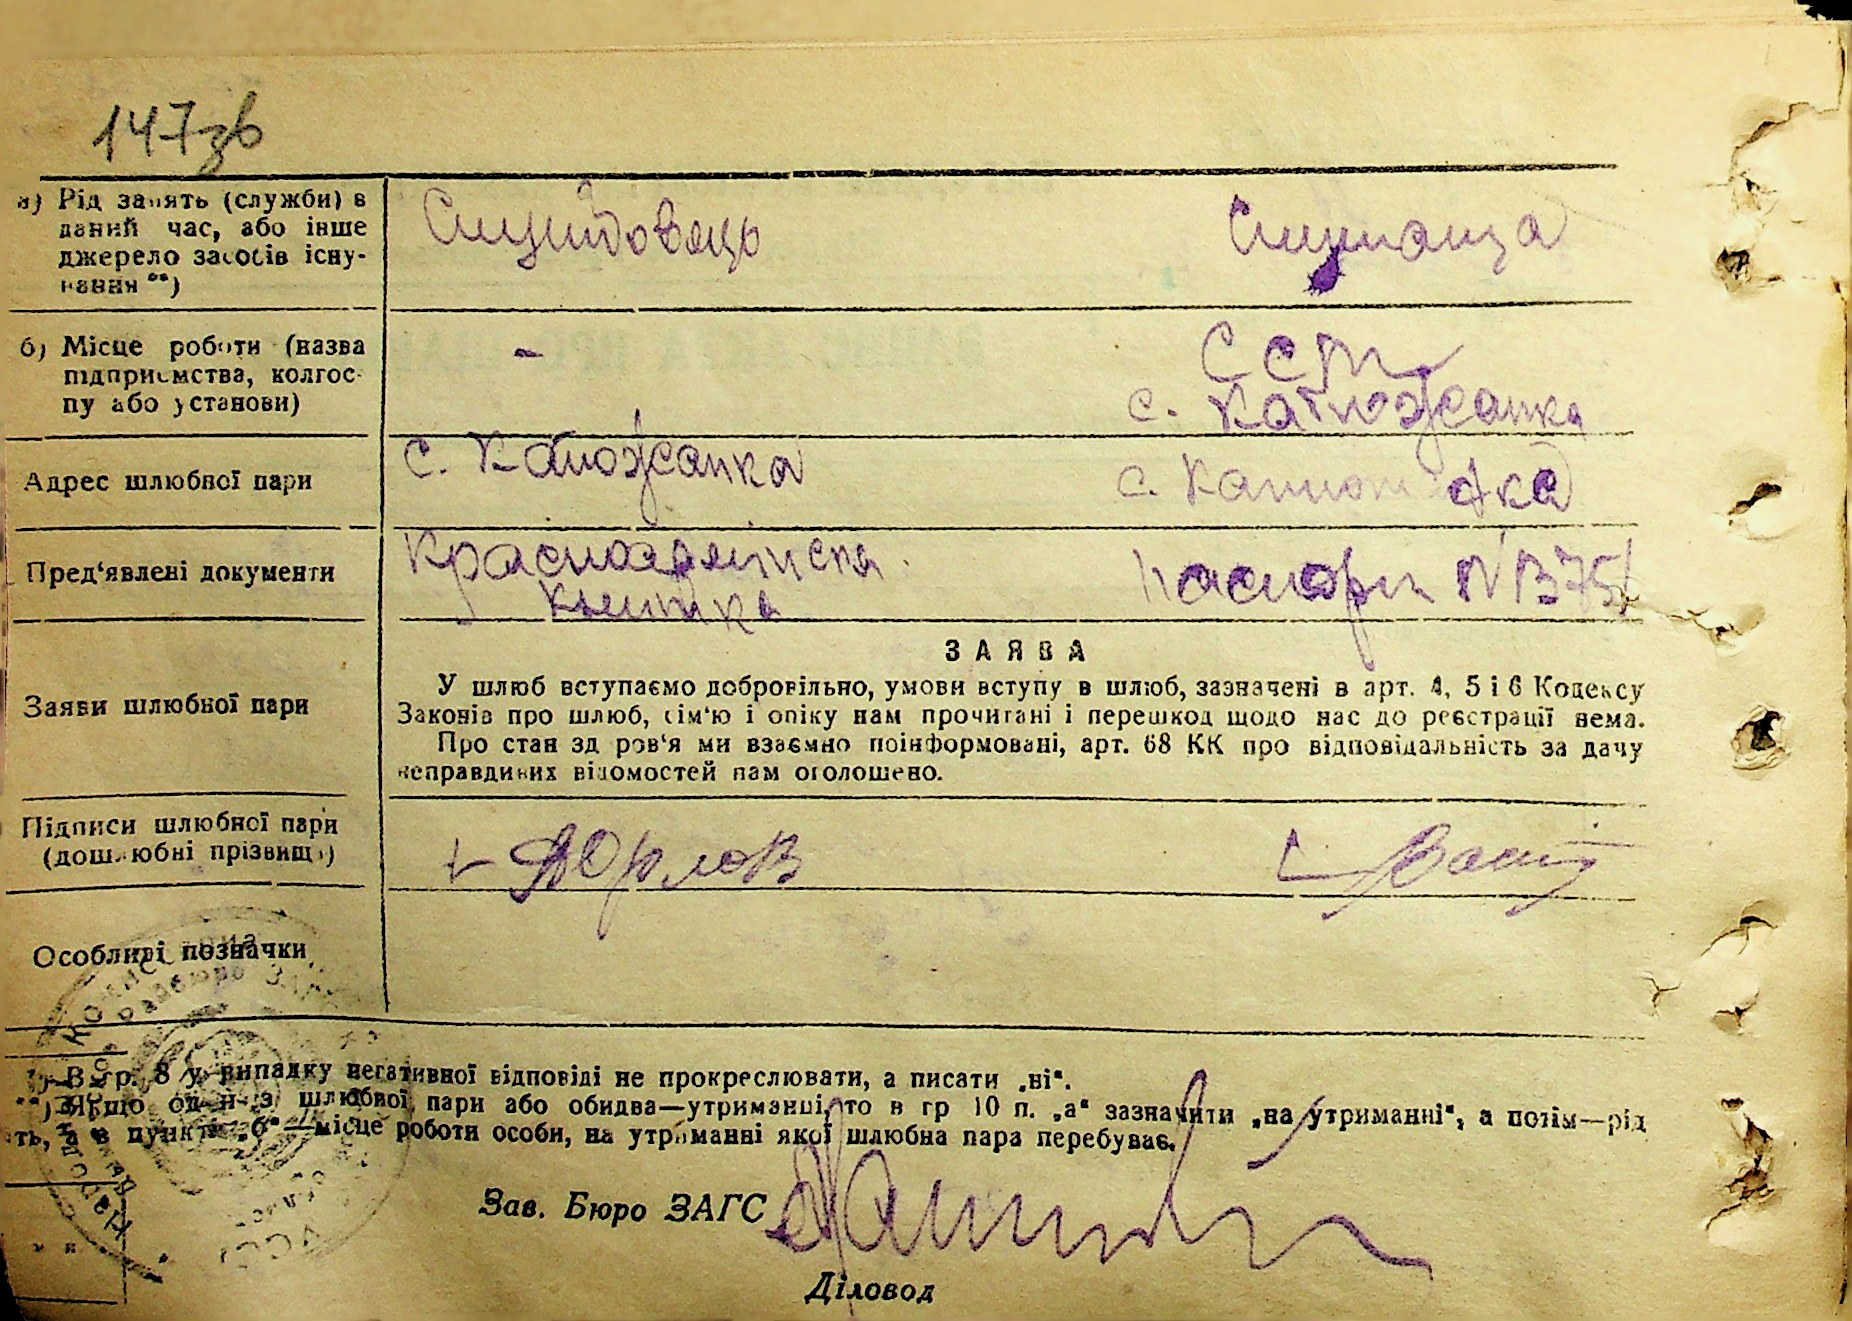 147зв
а) Рід занять (служби) в
даний час, або інше
джерело засобів існу-
вання **)
Службовець
Службовця
б) Місце роботи (назва
підприємства, колгос-
пу або установи)
-
ССТ
с. Катюжанка
Адрес шлюбної пари
с. Катюжанка
с. Катюжанка
Пред'явлені документи
Красноармійська
книжка
паспорт №
Заяви шлюбної пари
ЗАЯВА
У шлюб вступаємо добровільно, умови вступу в шлюб, зазначені в арт. 4, 5 і 6 Кодексу
Законів про шлюб, сім'ю і опіку нам прочитані і перешкод щодо нас до реєстрації нема.
Про стан здоров'я ми взаємно поінформовані, арт. 68 КК про відповідальність за дачу
неправдивих відомостей нам оголошено.
Підписи шлюбної пари
(дошлюбні прізвища)
Орлов
Особливі позначки
*) В гр. 8 у випадку негативної відповіді не прокреслювати, а писати „ні“.
**) Якщо один з шлюбної пари або обидва—утриманці, то в гр 10 п. „а“ зазначити „на утриманні“, а потім—рід
ять, а в пункті „б“—місце роботи особи, на утриманні якої шлюбна пара перебуває.
Зав. Бюро ЗАГС
Діловод